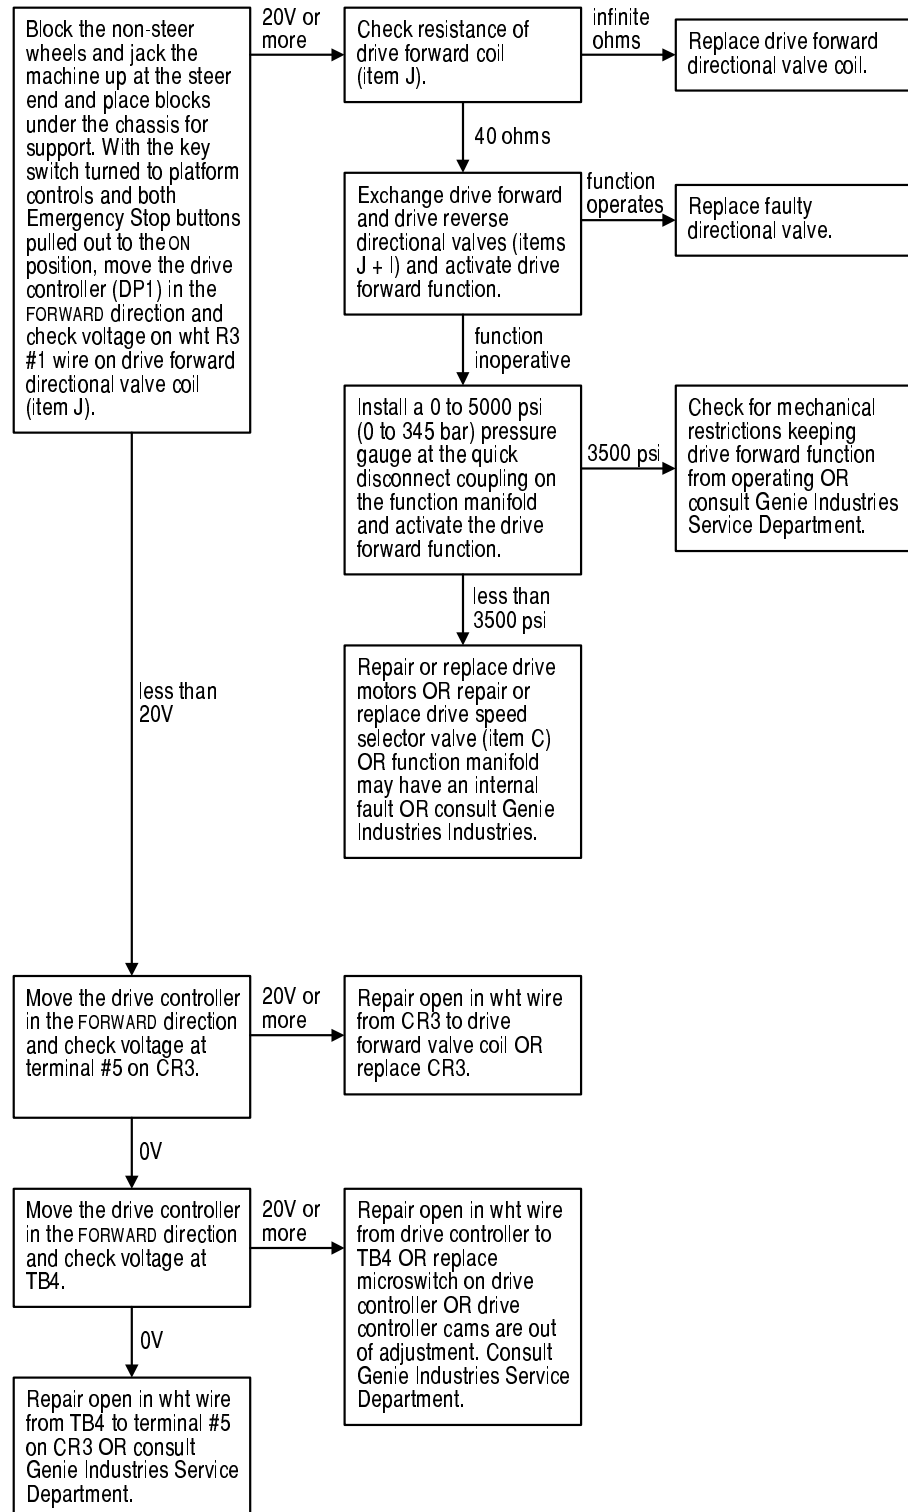 Block the non-steer
wheels and jack the
machine up at the steer
end and place blocks
under the chassis for
support. With the key
switch turned to platform
controls and both
Emergency Stop buttons
pulled out to the ON
position, move the drive
controller (DP1) in the
FORWARD direction and
check voltage on wht R3
#1 wire on drive forward
directional valve coil
(item J).
20V or
more
Check resistance of
drive forward coil
(item J).
infinite
ohms
Replace drive forward
directional valve coil.
40 ohms
Exchange drive forward
and drive reverse
directional valves (items
J + I) and activate drive
forward function.
function
operates
Replace faulty
directional valve.
function
inoperative
Install a 0 to 5000 psi
(0 to 345 bar) pressure
gauge at the quick
disconnect coupling on
the function manifold
and activate the drive
forward function.
3500 psi
Check for mechanical
restrictions keeping
drive forward function
from operating OR
consult Genie Industries
Service Department.
less than
3500 psi
Repair or replace drive
motors OR repair or
replace drive speed
selector valve (item C)
OR function manifold
may have an internal
fault OR consult Genie
Industries Industries.
less than
20V
Move the drive controller
in the FORWARD direction
and check voltage at
terminal #5 on CR3.
20V or
more
Repair open in wht wire
from CR3 to drive
forward valve coil OR
replace CR3.
0V
Move the drive controller
in the FORWARD direction
and check voltage at
TB4.
20V or
more
Repair open in wht wire
from drive controller to
TB4 OR replace
microswitch on drive
controller OR drive
controller cams are out
of adjustment. Consult
Genie Industries Service
Department.
0V
Repair open in wht wire
from TB4 to terminal #5
on CR3 OR consult
Genie Industries Service
Department.